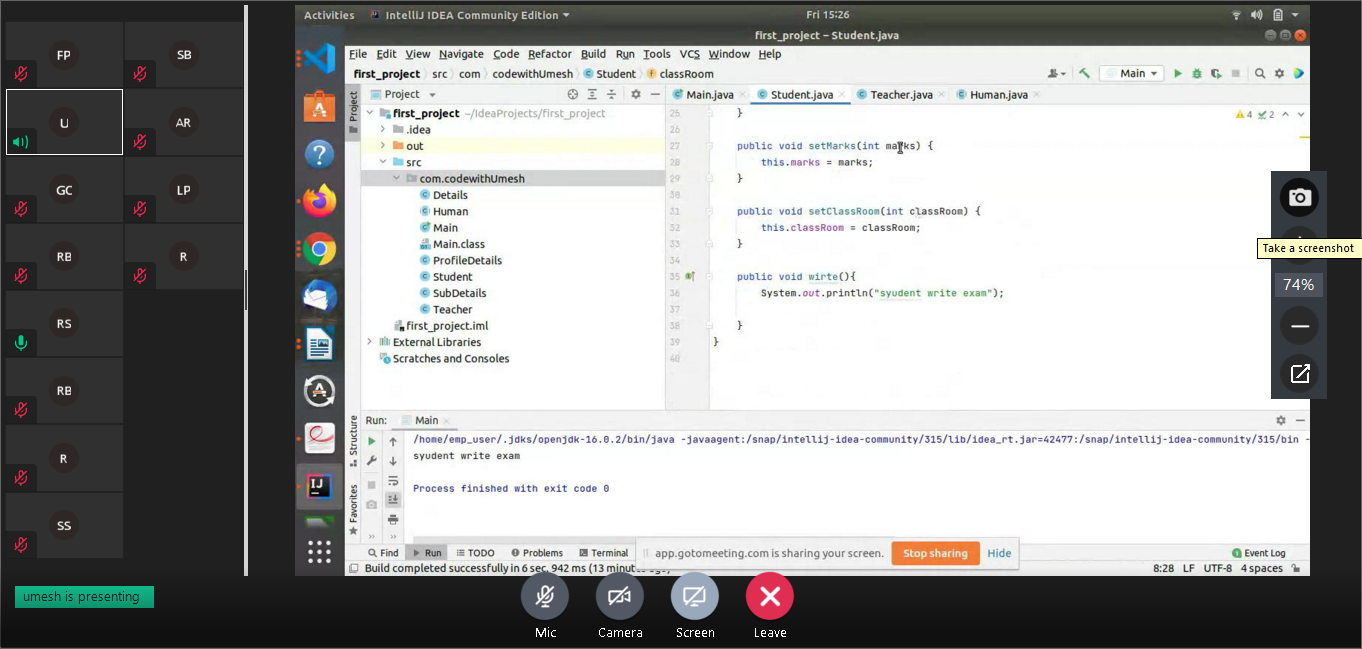 FP
SB
U
AR
GC
LP
RB
R
RS
RB
R
SS
umesh is presenting
Activities IntelliJ IDEA Community Edition Fri 15:26
first_project – Student.java
File Edit View Navigate Code Refactor Build Run Tools VCS Window Help
first_project src com codewithUmesh Student classRoom Main
Project Project Main.java Student.java Teacher.java Human.java
first_project ~/IdeaProjects/first_project
.idea
out
src
com.codewithUmesh
Details
Human
Main
Main.class
ProfileDetails
Student
SubDetails
Teacher
first_project.iml
External Libraries
Scratches and Consoles
4 2
25 }
26
27 public void setMarks(int marks) {
28 this.marks = marks;
29 }
30
31 public void setClassRoom(int classRoom) {
32 this.classRoom = classRoom;
33 }
34
35 public void wirte(){
36 System.out.println("syudent write exam");
37
38 }
39 }
40
Take a screenshot
74%
Structure
Favorites
Run: Main
/home/emp_user/.jdks/openjdk-16.0.2/bin/java -javaagent:/snap/intellij-idea-community/315/lib/idea_rt.jar=42477:/snap/intellij-idea-community/315/bin -
syudent write exam
Process finished with exit code 0
Find Run TODO Problems Terminal
app.gotomeeting.com is sharing your screen. Stop sharing Hide
1 Event Log
Build completed successfully in 6 sec, 942 ms (13 minutes ago) 8:28 LF UTF-8 4 spaces
Mic Camera Screen Leave